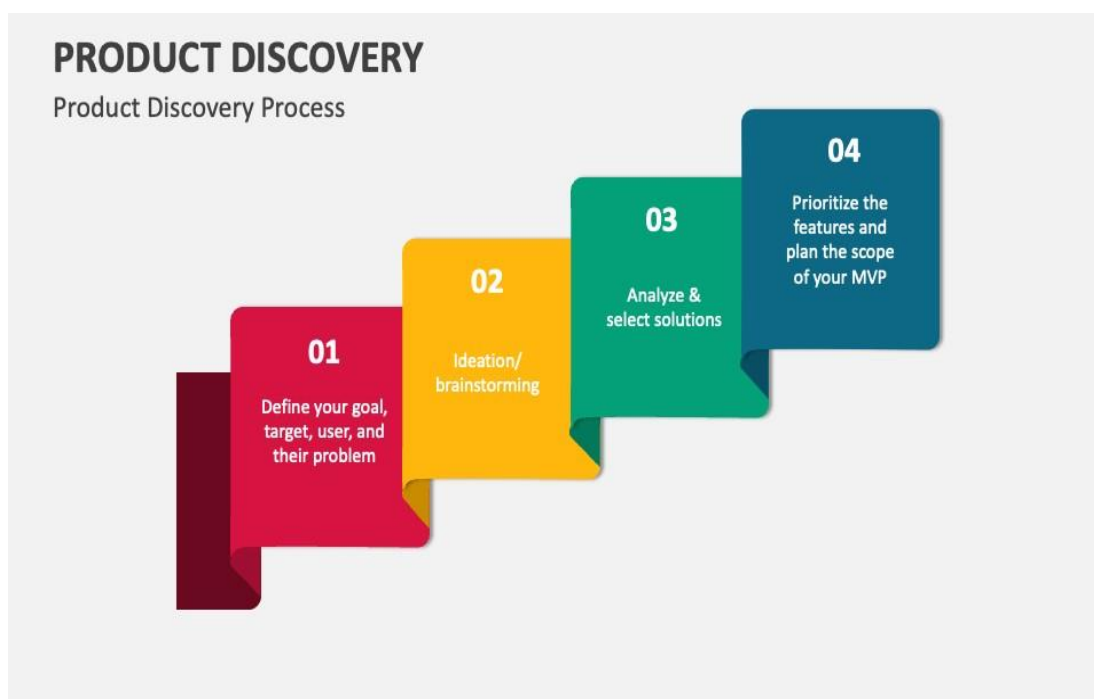 PRODUCT DISCOVERY
Product Discovery Process
01
Define your goal,
target, user, and
their problem
02
Ideation/
brainstorming
03
Analyze &
select solutions
04
Prioritize the
features and
plan the scope
of your MVP